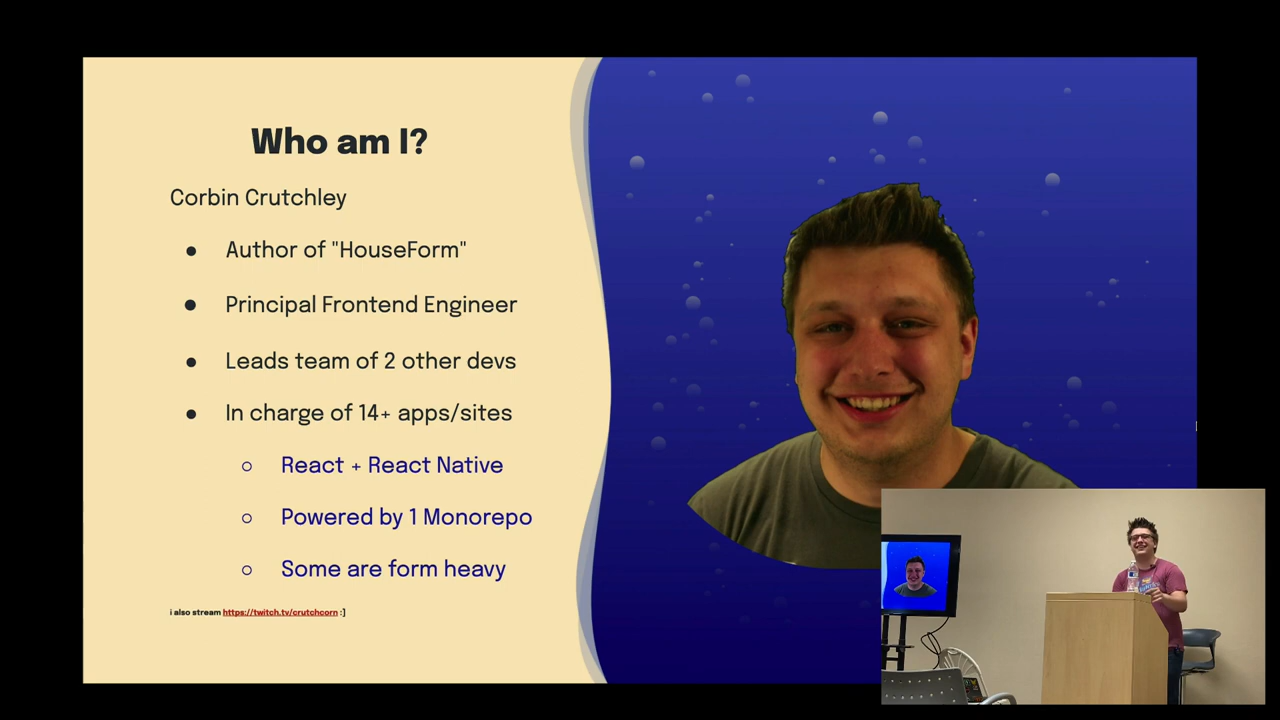 Who am I?
Corbin Crutchley
● Author of "HouseForm"
● Principal Frontend Engineer
● Leads team of 2 other devs
● In charge of 14+ apps/sites
○ React + React Native
○ Powered by 1 Monorepo
○ Some are form heavy
i also stream https://twitch.tv/crutchcorn :]